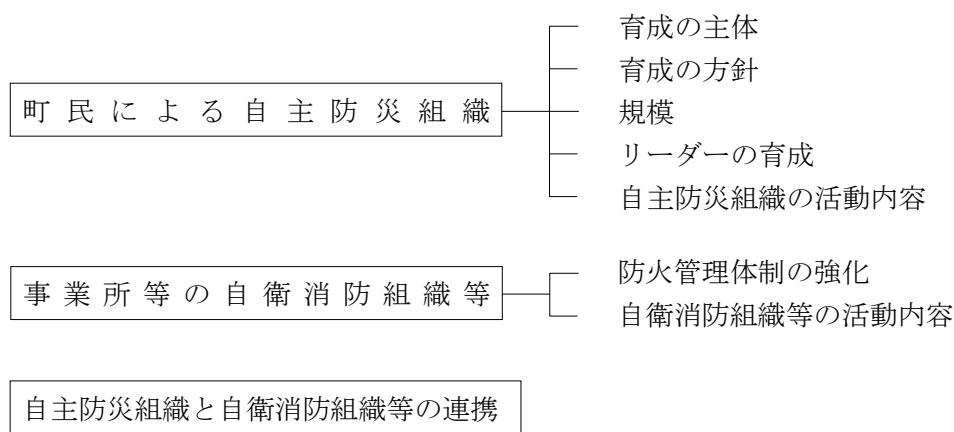 育成の主体
育成の方針
町民による自主防災組織
規模
リーダーの育成
自主防災組織の活動内容
事業所等の自衛消防組織等
防火管理体制の強化
自衛消防組織等の活動内容
自主防災組織と自衛消防組織等の連携